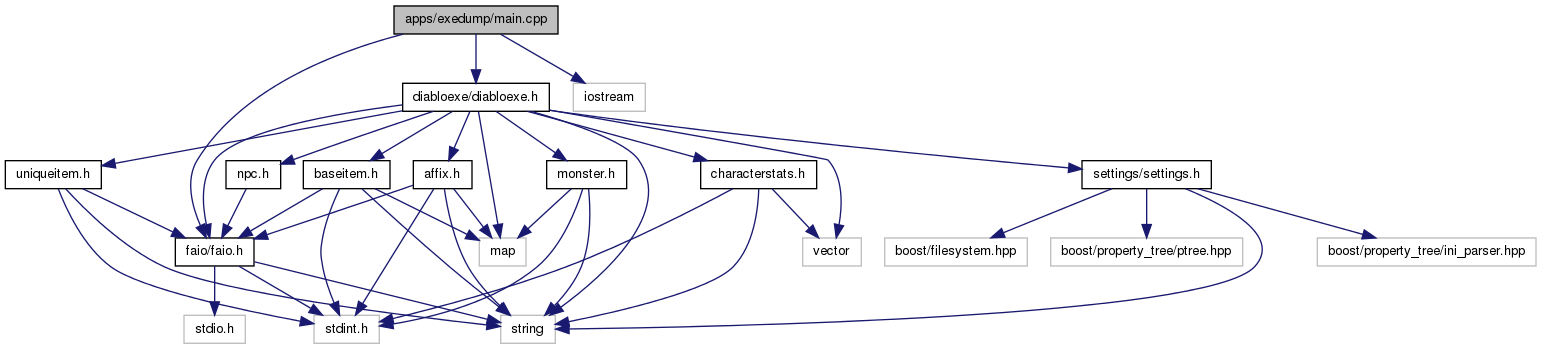 apps/exedump/main.cpp
diabloexe/diabloexe.h
iostream
uniqueitem.h
npc.h
baseitem.h
affix.h
monster.h
characterstats.h
settings/settings.h
faio/faio.h
map
vector
boost/filesystem.hpp
boost/property_tree/ptree.hpp
boost/property_tree/ini_parser.hpp
stdio.h
stdint.h
string